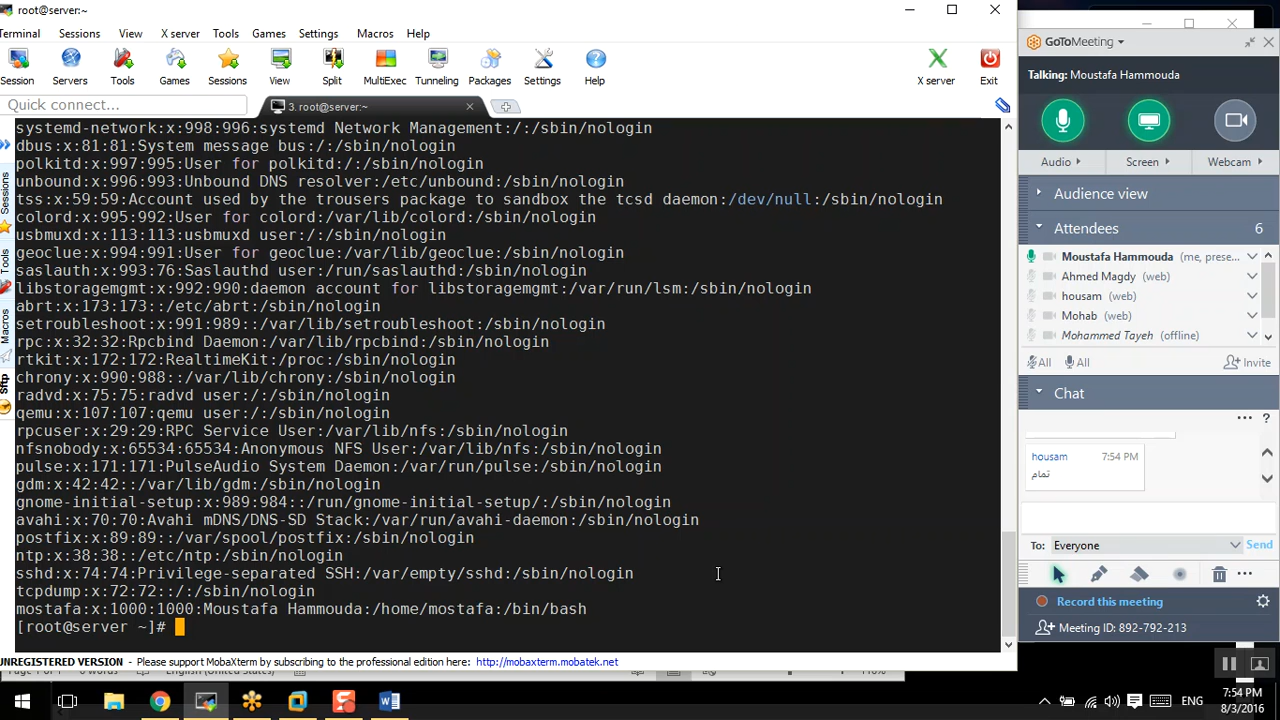 root@server:~
Terminal Sessions View X server Tools Games Settings Macros Help
Session Servers Tools Games Sessions View Split MultiExec Tunneling Packages Settings Help X server Exit
Quick connect...
3. root@server:~
systemd-network:x:998:996:systemd Network Management:/:/sbin/nologin
dbus:x:81:81:System message bus:/:/sbin/nologin
polkitd:x:997:995:User for polkitd:/:/sbin/nologin
unbound:x:996:993:Unbound DNS resolver:/etc/unbound:/sbin/nologin
tss:x:59:59:Account used by the trousers package to sandbox the tcsd daemon:/dev/null:/sbin/nologin
colord:x:995:992:User for colord:/var/lib/colord:/sbin/nologin
usbmuxd:x:113:113:usbmuxd user:/:/sbin/nologin
geoclue:x:994:991:User for geoclue:/var/lib/geoclue:/sbin/nologin
saslauth:x:993:76:Saslauthd user:/run/saslauthd:/sbin/nologin
libstoragemgmt:x:992:990:daemon account for libstoragemgmt:/var/run/lsm:/sbin/nologin
abrt:x:173:173::/etc/abrt:/sbin/nologin
setroubleshoot:x:991:989::/var/lib/setroubleshoot:/sbin/nologin
rpc:x:32:32:Rpcbind Daemon:/var/lib/rpcbind:/sbin/nologin
rtkit:x:172:172:RealtimeKit:/proc:/sbin/nologin
chrony:x:990:988::/var/lib/chrony:/sbin/nologin
radvd:x:75:75:radvd user:/:/sbin/nologin
qemu:x:107:107:qemu user:/:/sbin/nologin
rpcuser:x:29:29:RPC Service User:/var/lib/nfs:/sbin/nologin
nfsnobody:x:65534:65534:Anonymous NFS User:/var/lib/nfs:/sbin/nologin
pulse:x:171:171:PulseAudio System Daemon:/var/run/pulse:/sbin/nologin
gdm:x:42:42::/var/lib/gdm:/sbin/nologin
gnome-initial-setup:x:989:984::/run/gnome-initial-setup/:/sbin/nologin
avahi:x:70:70:Avahi mDNS/DNS-SD Stack:/var/run/avahi-daemon:/sbin/nologin
postfix:x:89:89::/var/spool/postfix:/sbin/nologin
ntp:x:38:38::/etc/ntp:/sbin/nologin
sshd:x:74:74:Privilege-separated SSH:/var/empty/sshd:/sbin/nologin
tcpdump:x:72:72::/:/sbin/nologin
mostafa:x:1000:1000:Moustafa Hammouda:/home/mostafa:/bin/bash
[root@server ~]#
Sessions
Tools
Macros
Sftp
UNREGISTERED VERSION - Please support MobaXterm by subscribing to the professional edition here: http://mobaxterm.mobatek.net
GoToMeeting
Talking: Moustafa Hammouda
Audio Screen Webcam
Audience view
Attendees 6
Moustafa Hammouda (me, prese...
Ahmed Magdy (web)
housam (web)
Mohab (web)
Mohammed Tayeh (offline)
All All Invite
Chat
housam 7:54 PM
تمام
To: Everyone Send
Record this meeting
Meeting ID: 892-792-213
ENG
7:54 PM
8/3/2016